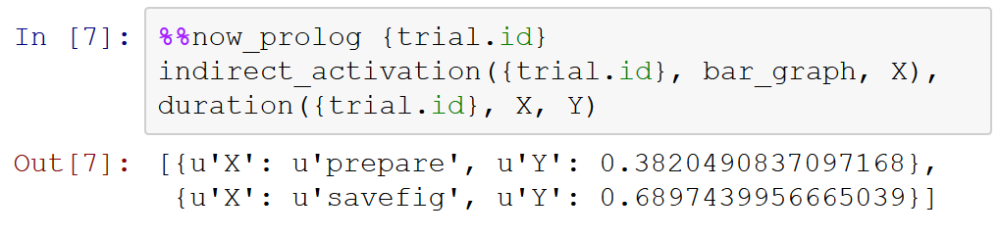 In [7]: %%now_prolog {trial.id}
indirect_activation({trial.id}, bar_graph, X),
duration({trial.id}, X, Y)
Out[7]: [{u'X': u'prepare', u'Y': 0.3820490837097168},
{u'X': u'savefig', u'Y': 0.6897439956665039}]